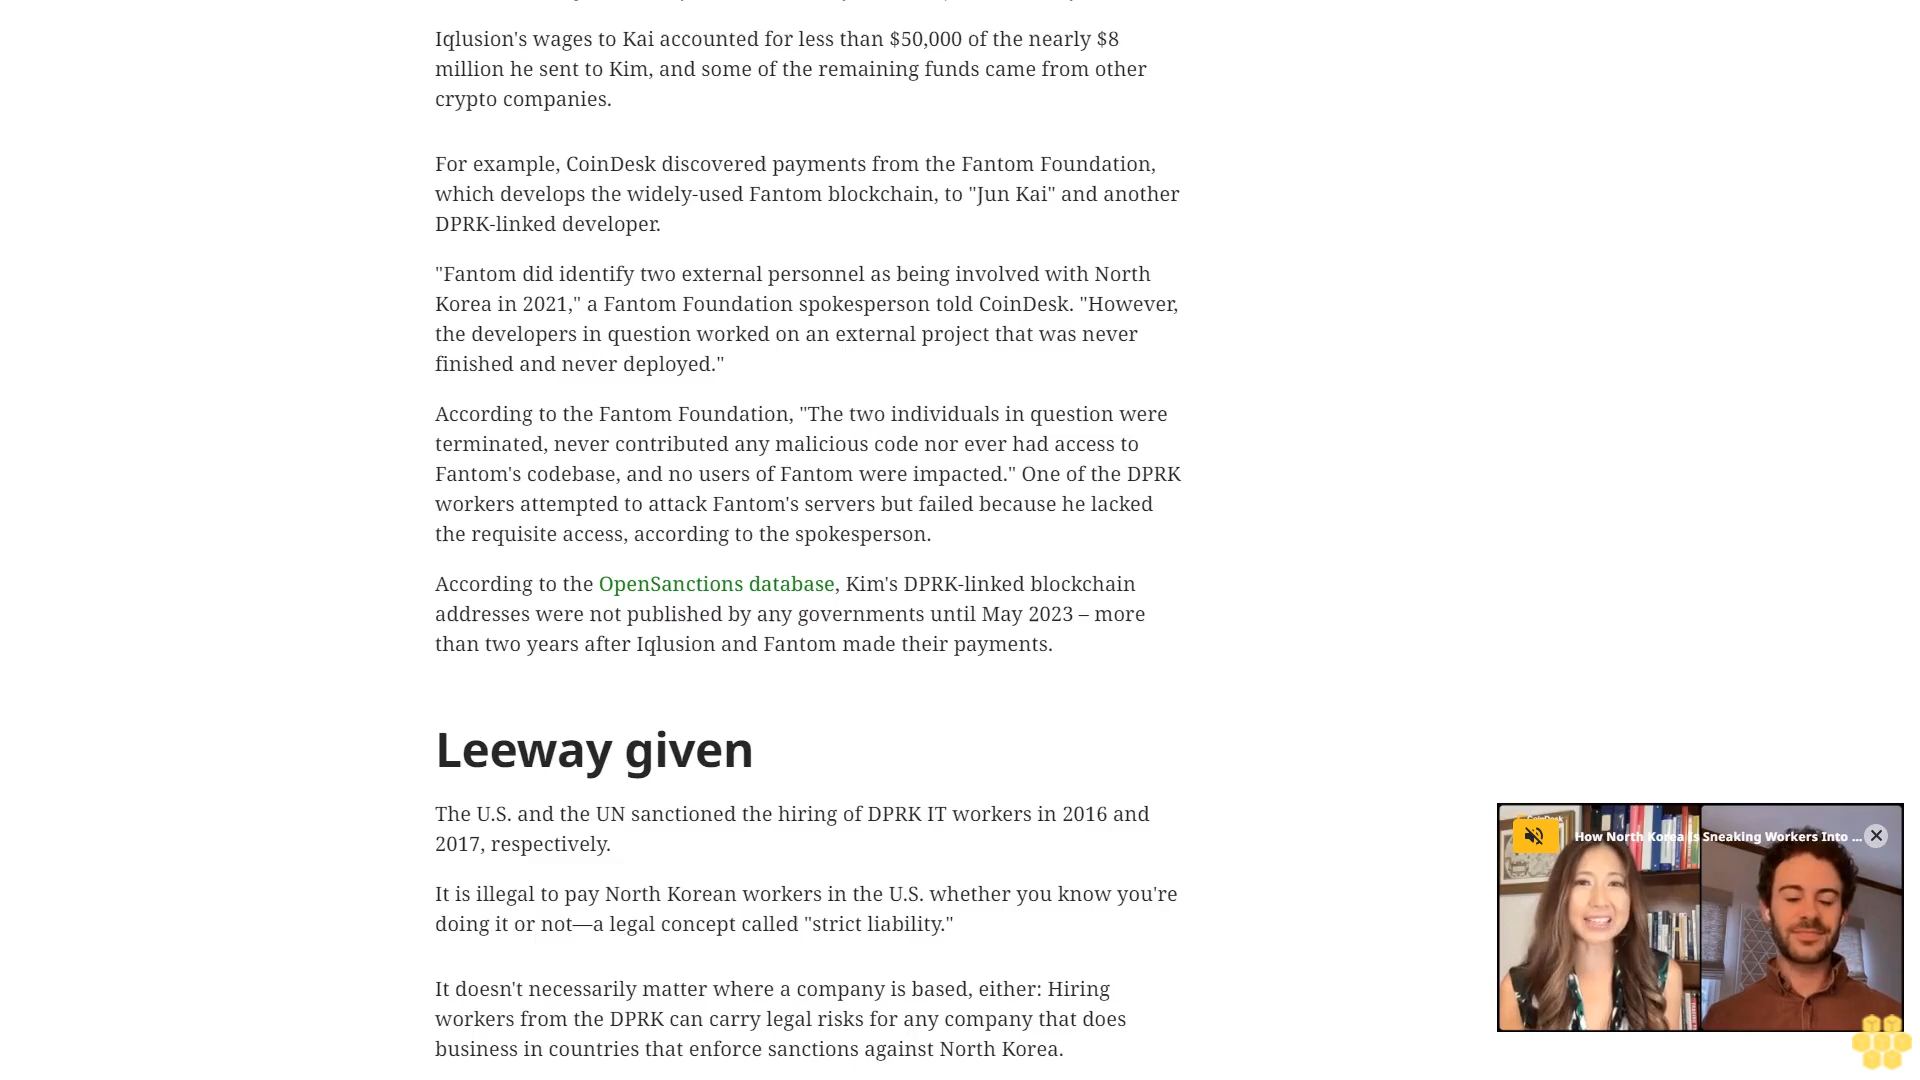 Iqlusion's wages to Kai accounted for less than $50,000 of the nearly $8
million he sent to Kim, and some of the remaining funds came from other
crypto companies.
For example, CoinDesk discovered payments from the Fantom Foundation,
which develops the widely-used Fantom blockchain, to "Jun Kai" and another
DPRK-linked developer.
"Fantom did identify two external personnel as being involved with North
Korea in 2021," a Fantom Foundation spokesperson told CoinDesk. "However,
the developers in question worked on an external project that was never
finished and never deployed."
According to the Fantom Foundation, "The two individuals in question were
terminated, never contributed any malicious code nor ever had access to
Fantom's codebase, and no users of Fantom were impacted." One of the DPRK
workers attempted to attack Fantom's servers but failed because he lacked
the requisite access, according to the spokesperson.
According to the OpenSanctions database, Kim's DPRK-linked blockchain
addresses were not published by any governments until May 2023 – more
than two years after Iqlusion and Fantom made their payments.
Leeway given
The U.S. and the UN sanctioned the hiring of DPRK IT workers in 2016 and
2017, respectively.
It is illegal to pay North Korean workers in the U.S. whether you know you're
doing it or not—a legal concept called "strict liability."
It doesn't necessarily matter where a company is based, either: Hiring
workers from the DPRK can carry legal risks for any company that does
business in countries that enforce sanctions against North Korea.
CoinDesk
How North Korea Is Sneaking Workers Into ...